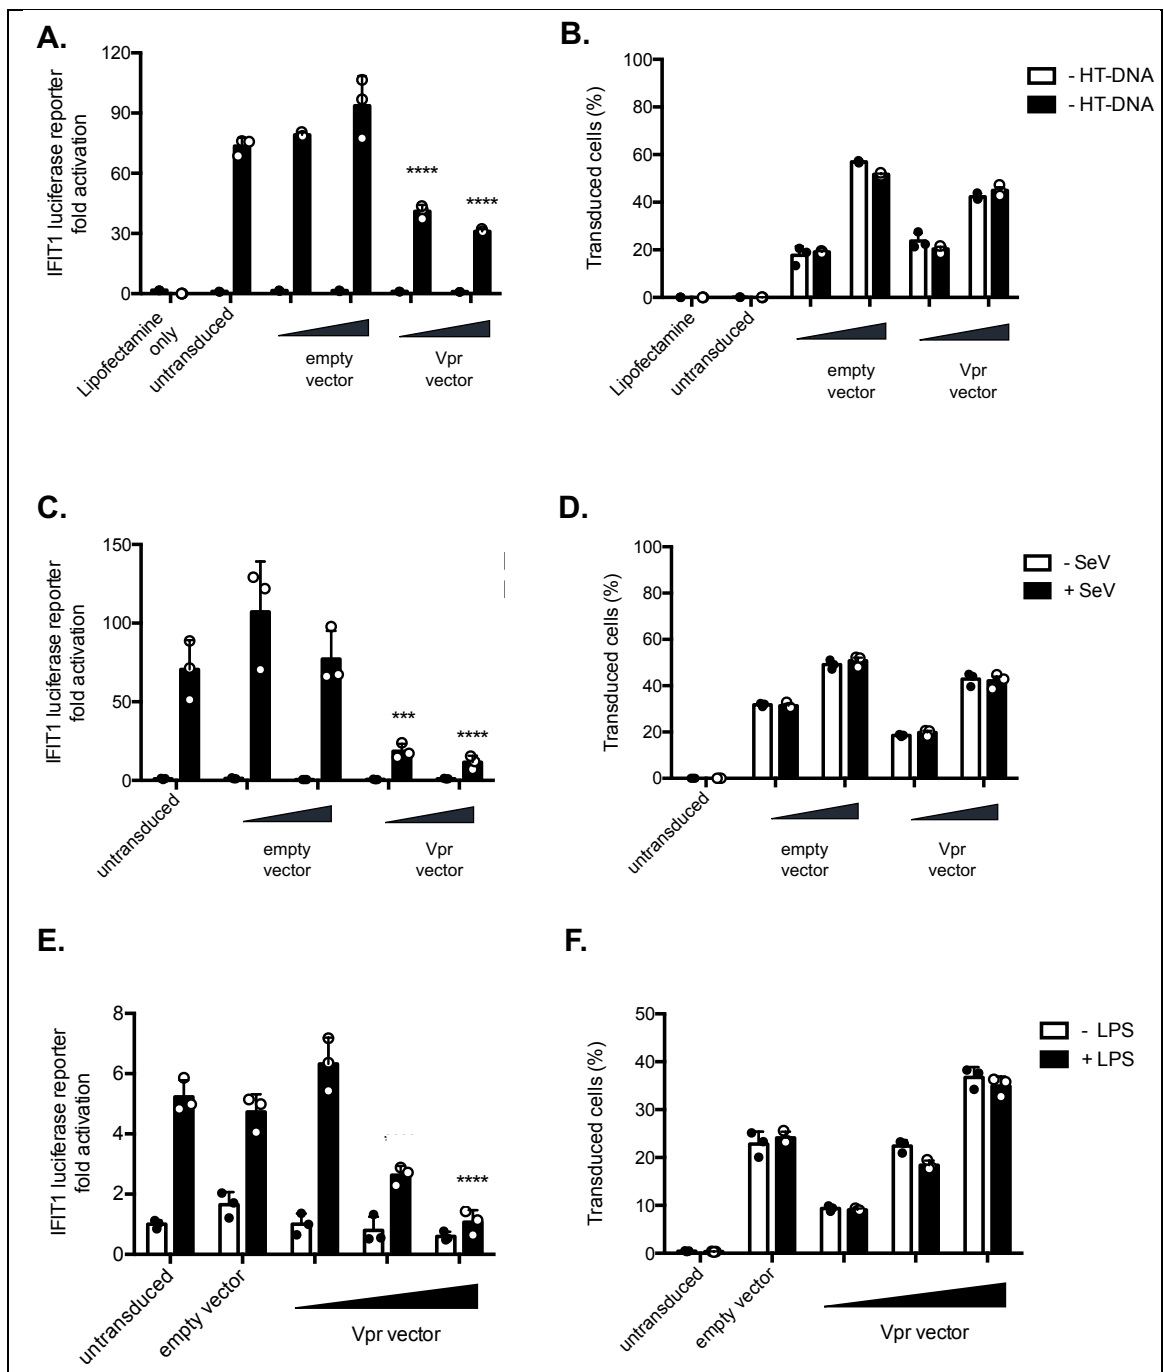 A.
IFIT1 luciferase reporter
fold activation
120
90
60
30
0
****
****
Lipofectamine
only
untransduced
empty
vector
Vpr
vector
B.
Transduced cells (%)
100
80
60
40
20
0
- HT-DNA
- HT-DNA
Lipofectamine
untransduced
empty
vector
Vpr
vector
C.
IFIT1 luciferase reporter
fold activation
150
100
50
0
***
****
untransduced
empty
vector
Vpr
vector
D.
Transduced cells (%)
100
80
60
40
20
0
- SeV
+ SeV
untransduced
empty
vector
Vpr
vector
E.
IFIT1 luciferase reporter
fold activation
8
6
4
2
0
****
untransduced
empty vector
Vpr vector
F.
Transduced cells (%)
50
40
30
20
10
0
- LPS
+ LPS
untransduced
empty vector
Vpr vector